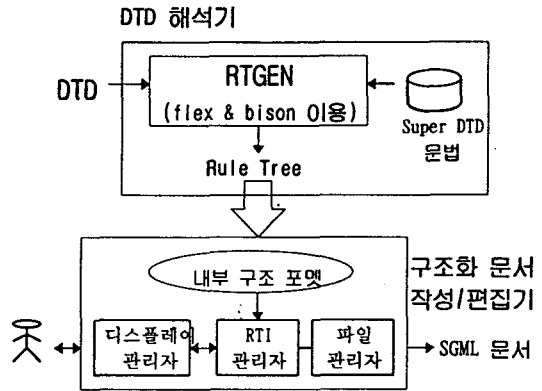 DTD 해석기
RTGEN
DTD
(flex & bison 이용)
Super DTD
문법
Rule Tree
내부 구조 포멧
구조화 문서
작성/편집기
디스플레이
관리자
RTI
관리자
파일
관리자
SGML 문서